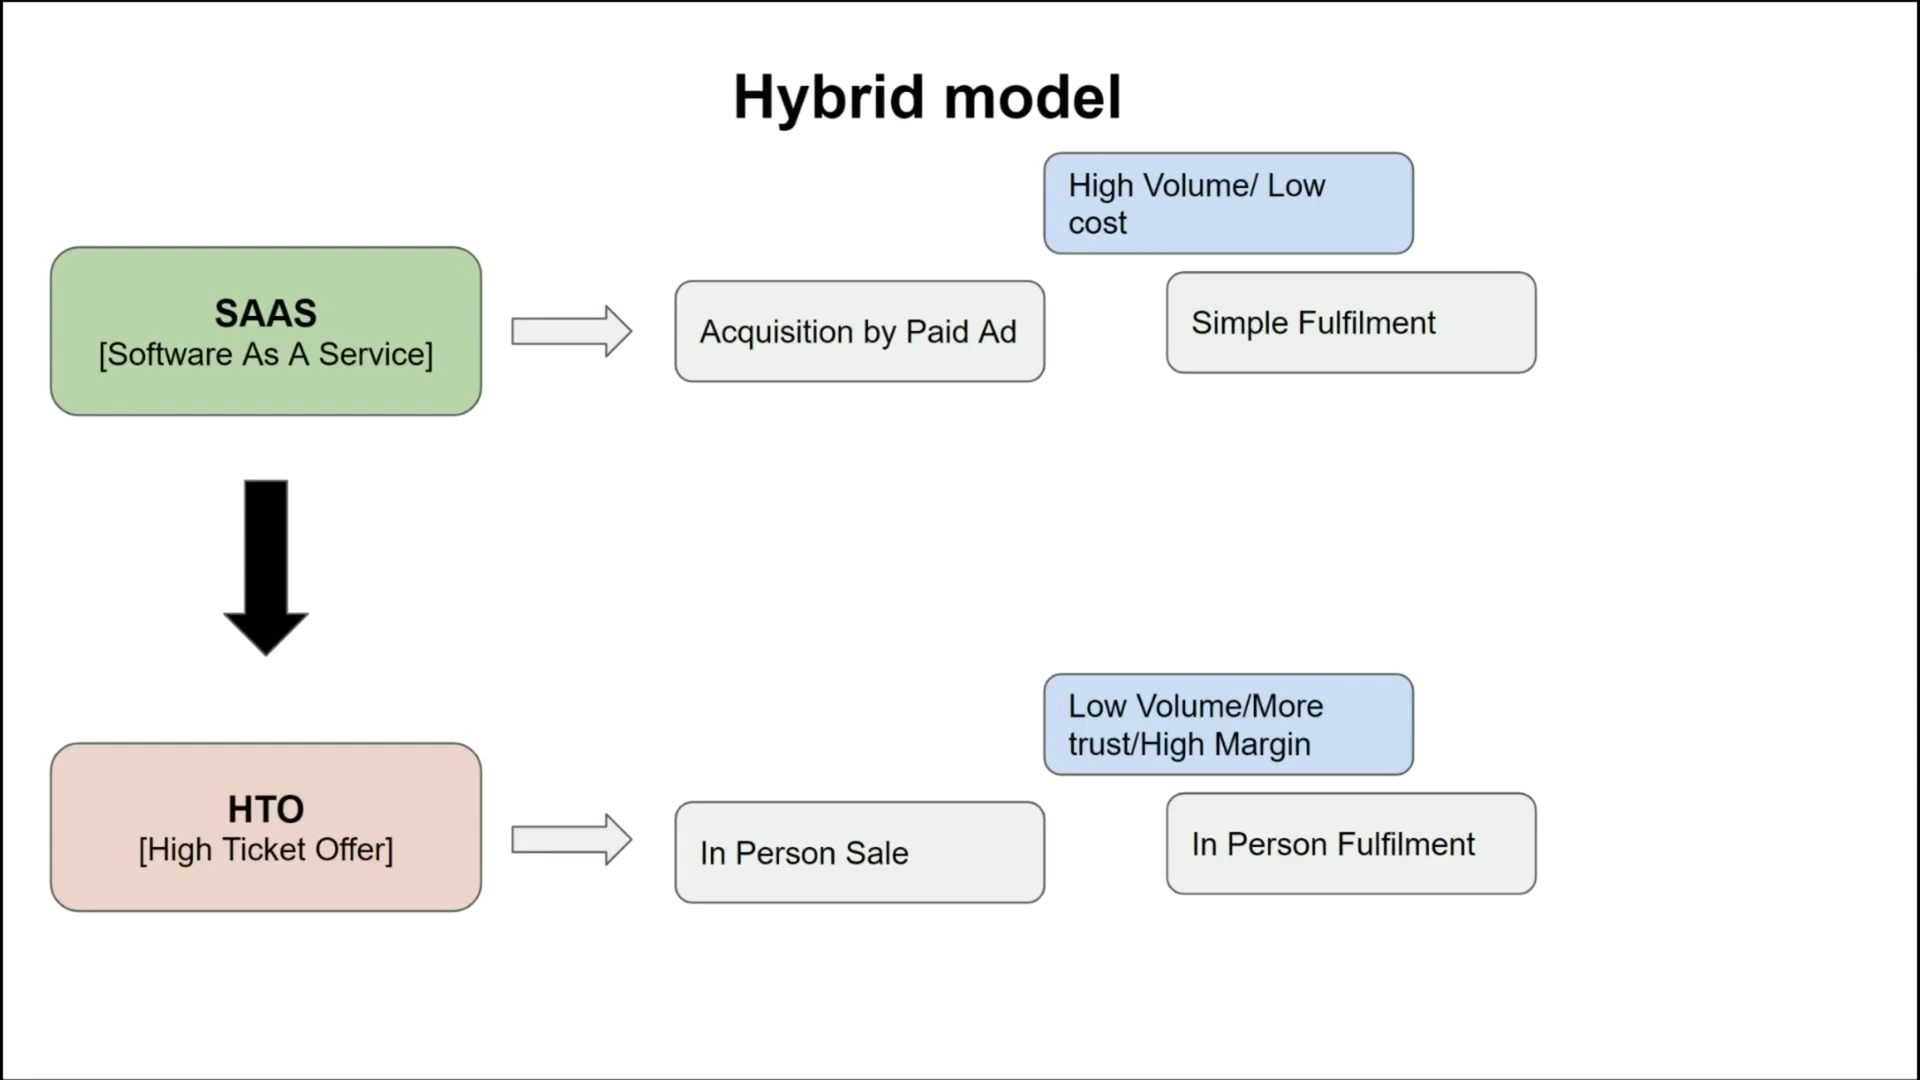 Hybrid model
High Volume/ Low
cost
SAAS
[Software As A Service]
Acquisition by Paid Ad
Simple Fulfilment
Low Volume/More
trust/High Margin
HTO
[High Ticket Offer]
In Person Sale
In Person Fulfilment